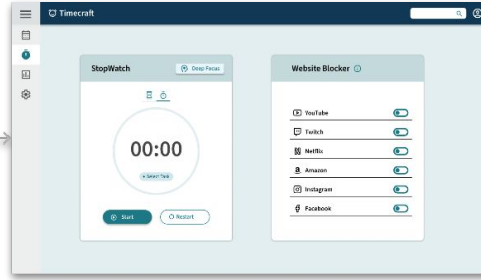 Timecraft
StopWatch
Deep Focus
00:00
+ Select Task
Start
Restart
Website Blocker
YouTube
Twitch
Netflix
Amazon
Instagram
Facebook